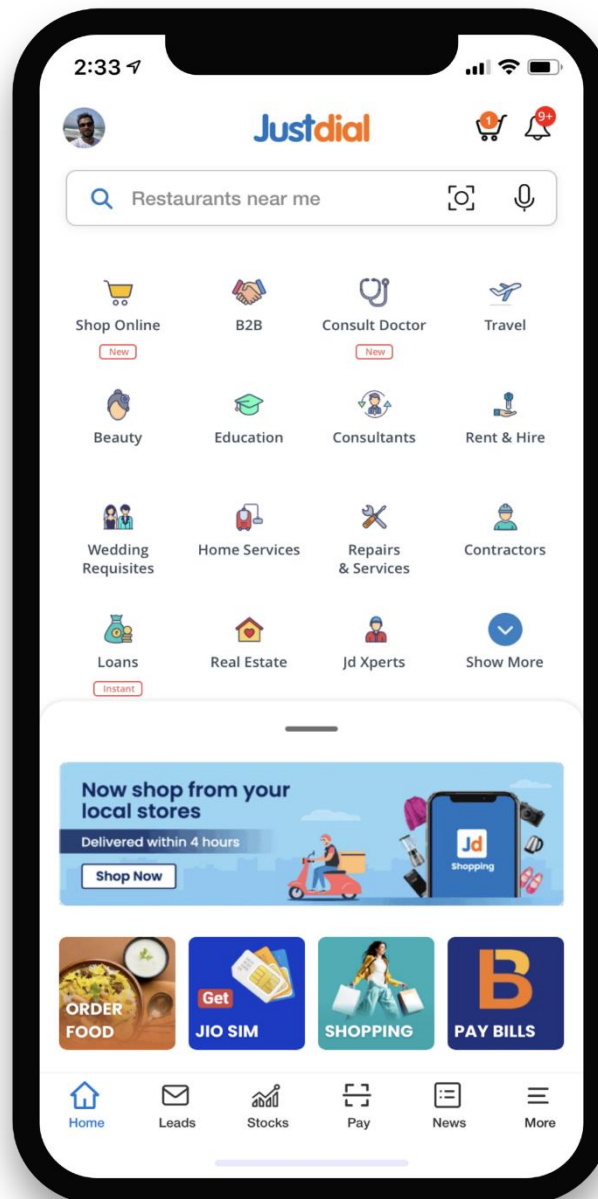 2:33
Justdial
1
9+
Restaurants near me
Shop Online
New
B2B
Consult Doctor
New
Travel
Beauty
Education
Consultants
Rent & Hire
Wedding
Requisites
Home Services
Repairs
& Services
Contractors
Loans
Instant
Real Estate
Jd Xperts
Show More
Now shop from your
local stores
Delivered within 4 hours
Shop Now
Jd
Shopping
ORDER
FOOD
Get
JIO SIM
SHOPPING
B
PAY BILLS
Home
Leads
Stocks
Pay
News
More